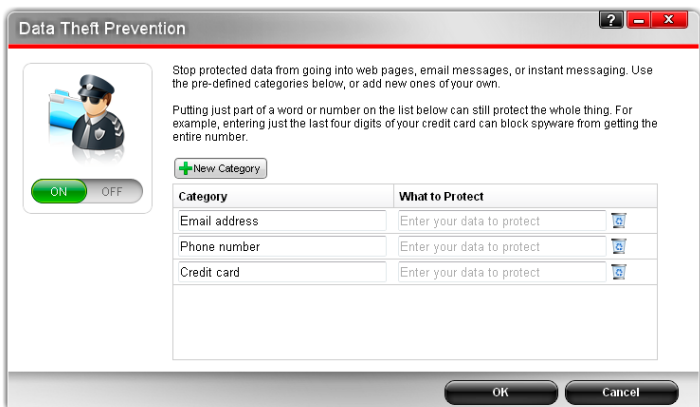 Data Theft Prevention
? X
Stop protected data from going into web pages, email messages, or instant messaging. Use
the pre-defined categories below, or add new ones of your own.
Putting just part of a word or number on the list below can still protect the whole thing. For
example, entering just the last four digits of your credit card can block spyware from getting the
entire number.
New Category
ON OFF
Category What to Protect
Email address Enter your data to protect
Phone number Enter your data to protect
Credit card Enter your data to protect
OK Cancel